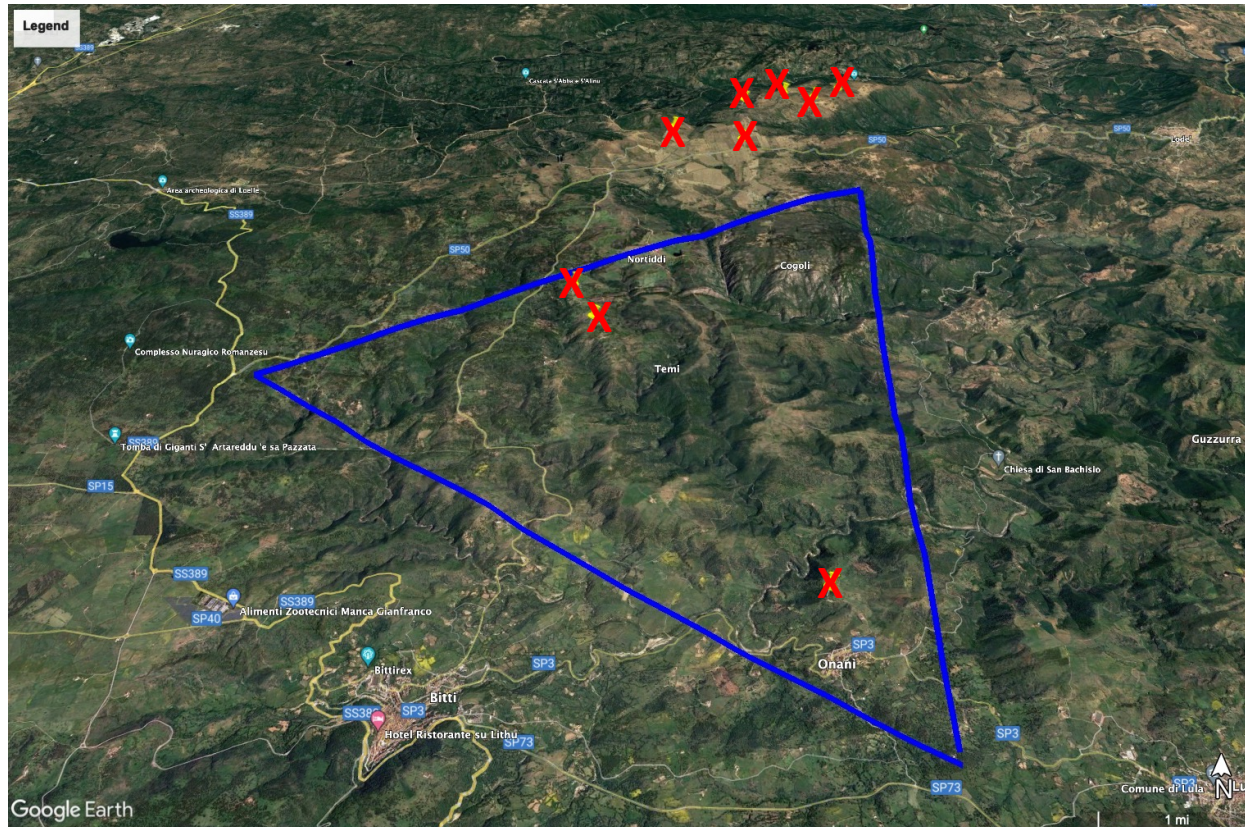 Legend
SS389
Cascata S'Abba e S'Alinu
X
X
X
X
X
X
SP50
SP50
Lodè
Area archeologica di Loelle
SS389
SP50
Nortiddi
Cogoli
X
X
Complesso Nuragico Romanzesu
Temi
SS389
Tomba di Giganti S' Artareddu 'e sa Pazzata
Guzzurra
Chiesa di San Bachisio
SP15
SS389
SS389
Alimenti Zootecnici Manca Gianfranco
SP40
X
SP3
Onani
SP3
Bittirex
Bitti
SP3
Hotel Ristorante su Lithu
SP73
SP3
SP73
Comune di Lula
SP3
N
Google Earth
1 mi